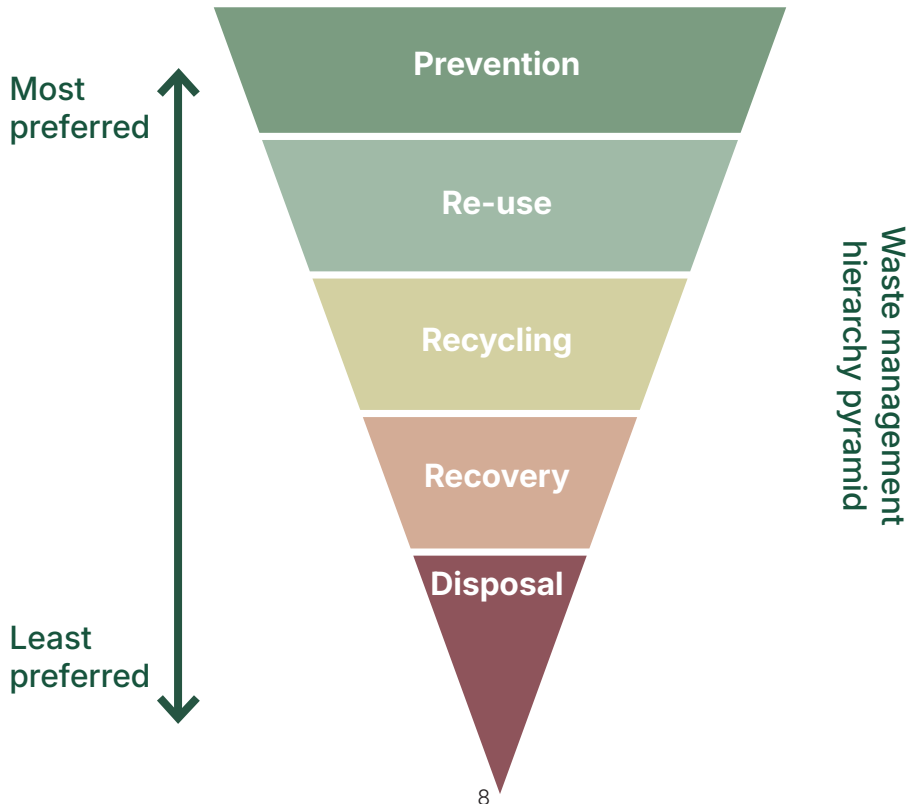 Most
preferred
Prevention
Re-use
Recycling
Recovery
Disposal
Least
preferred
Waste management
hierarchy pyramid
8